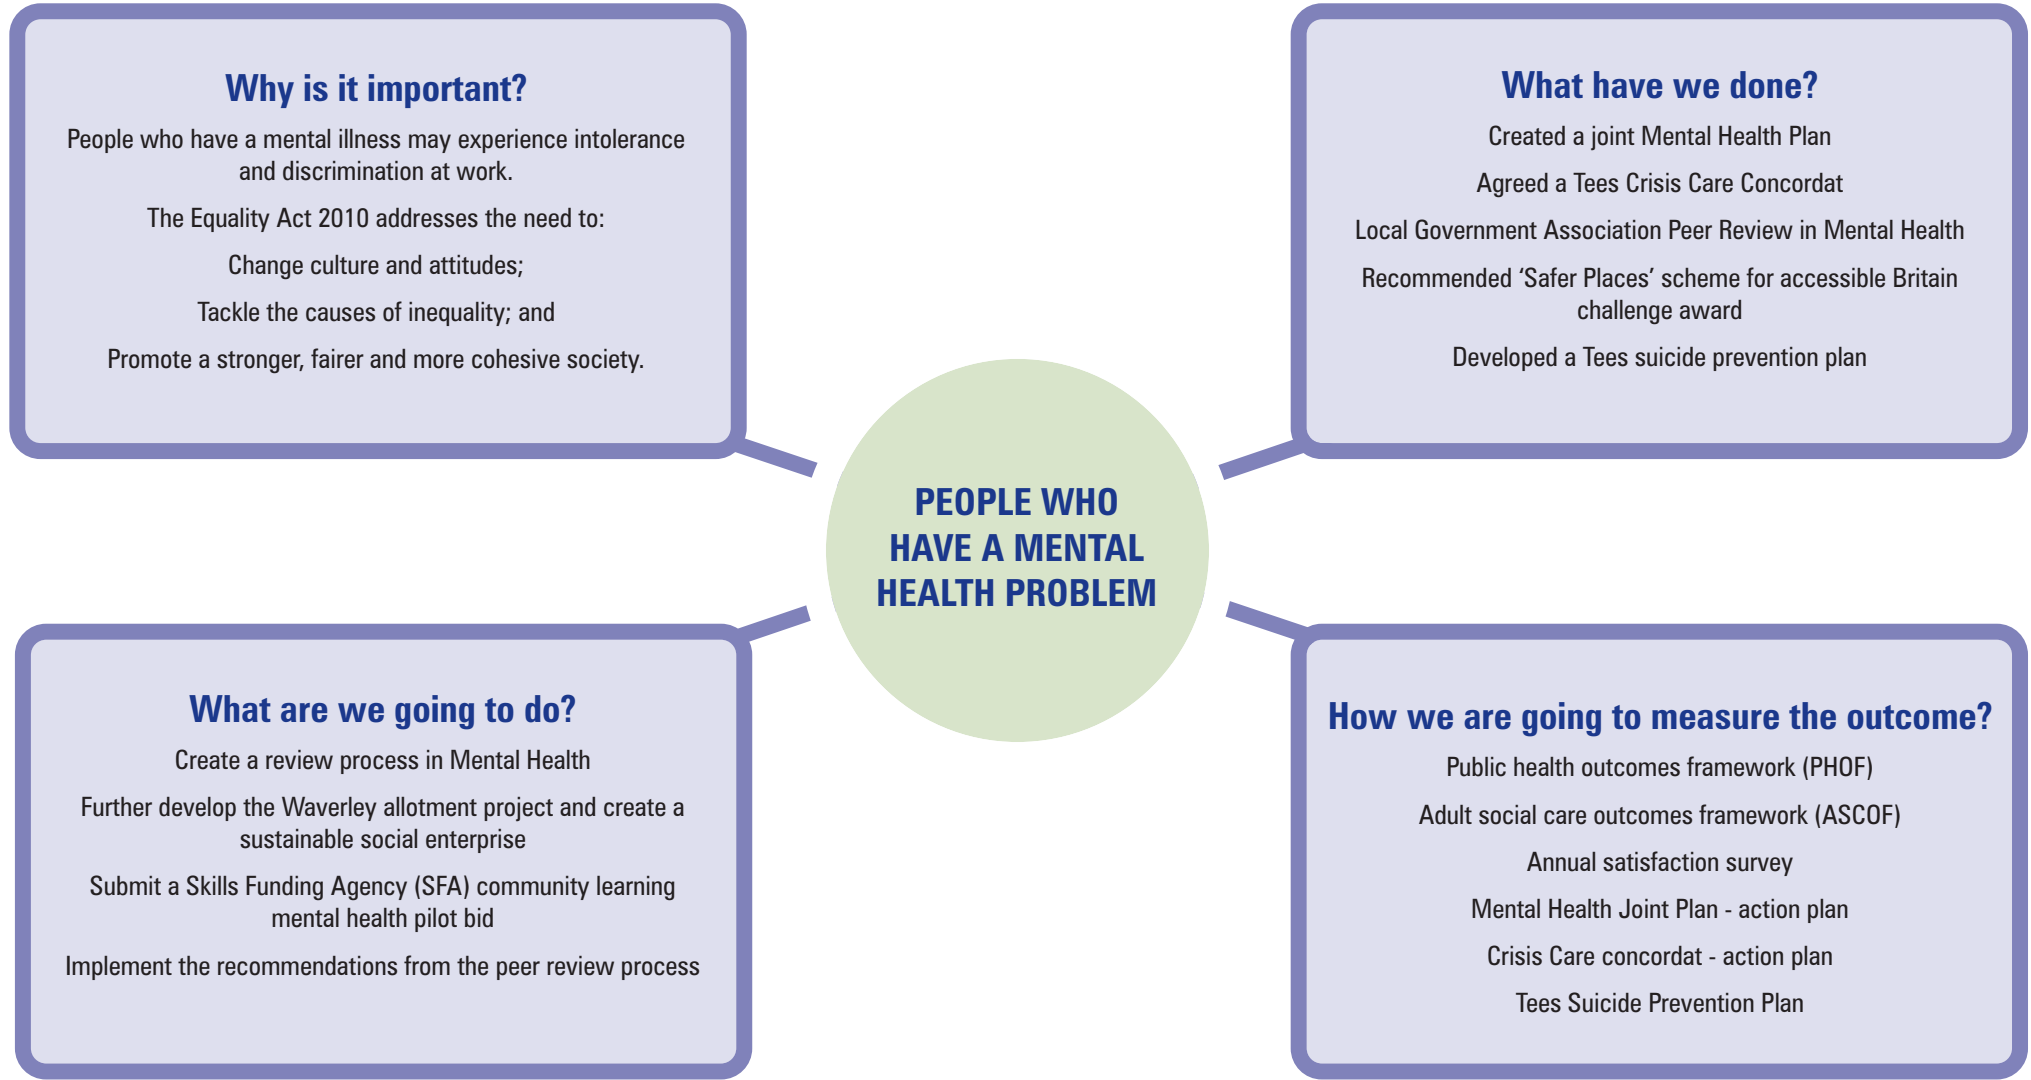 Why is it important?
People who have a mental illness may experience intolerance
and discrimination at work.
The Equality Act 2010 addresses the need to:
Change culture and attitudes;
Tackle the causes of inequality; and
Promote a stronger, fairer and more cohesive society.
What have we done?
Created a joint Mental Health Plan
Agreed a Tees Crisis Care Concordat
Local Government Association Peer Review in Mental Health
Recommended ‘Safer Places’ scheme for accessible Britain
challenge award
Developed a Tees suicide prevention plan
PEOPLE WHO
HAVE A MENTAL
HEALTH PROBLEM
What are we going to do?
Create a review process in Mental Health
Further develop the Waverley allotment project and create a
sustainable social enterprise
Submit a Skills Funding Agency (SFA) community learning
mental health pilot bid
Implement the recommendations from the peer review process
How we are going to measure the outcome?
Public health outcomes framework (PHOF)
Adult social care outcomes framework (ASCOF)
Annual satisfaction survey
Mental Health Joint Plan - action plan
Crisis Care concordat - action plan
Tees Suicide Prevention Plan